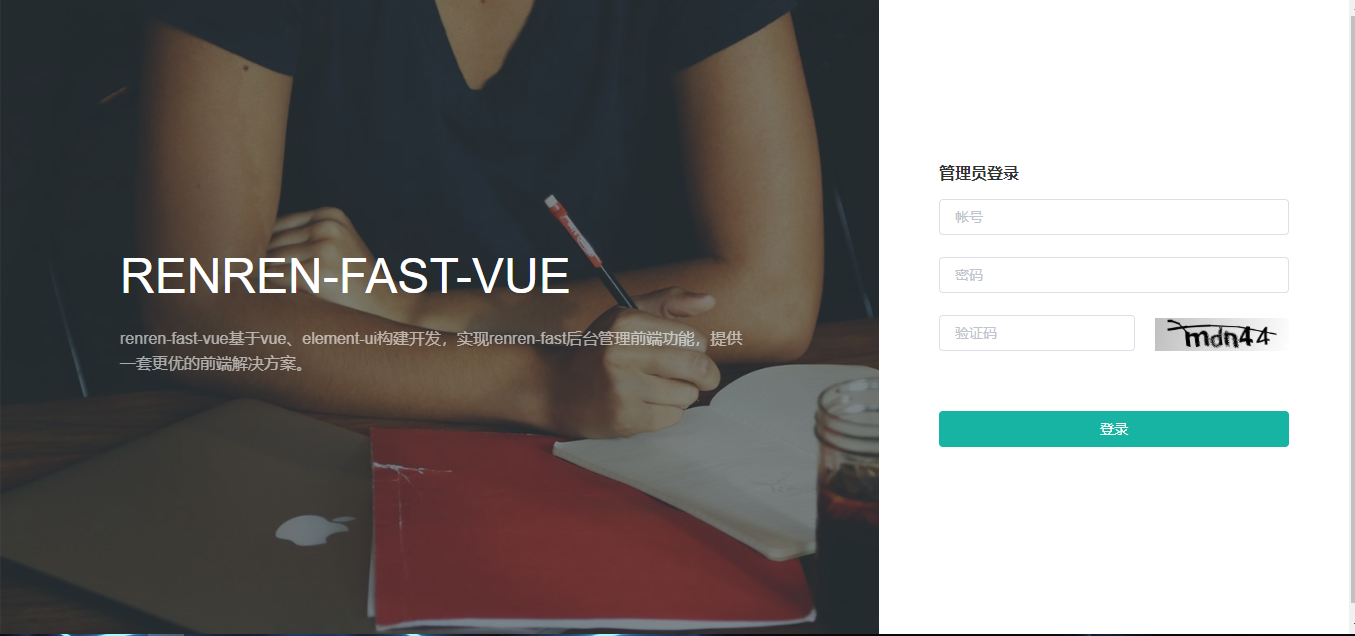 RENREN-FAST-VUE
renren-fast-vue基于vue、element-ui构建开发，实现renren-fast后台管理前端功能，提供
一套更优的前端解决方案。
管理员登录
帐号
密码
验证码
mdn44
登录